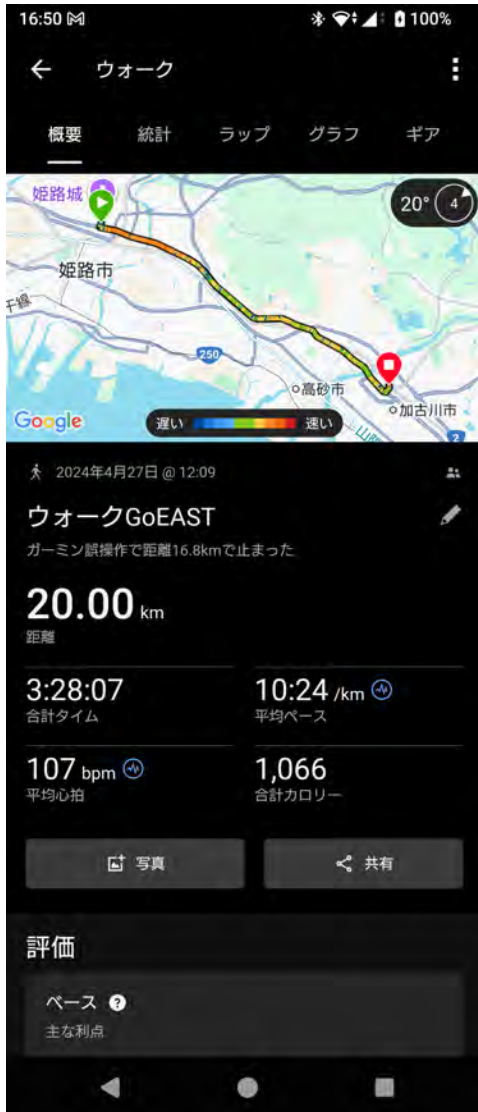 16:50
100%
ウォーク
概要 統計 ラップ グラフ ギア
姫路城
20° 4
姫路市
干線
250
高砂市
加古川市
Google
遅い 速い
山陽
2
2024年4月27日 @ 12:09
ウォークGoEAST
ガーミン誤操作で距離16.8kmで止まった
20.00 km
距離
3:28:07
合計タイム
10:24 /km
平均ペース
107 bpm
平均心拍
1,066
合計カロリー
写真
共有
評価
ベース ?
主な利点